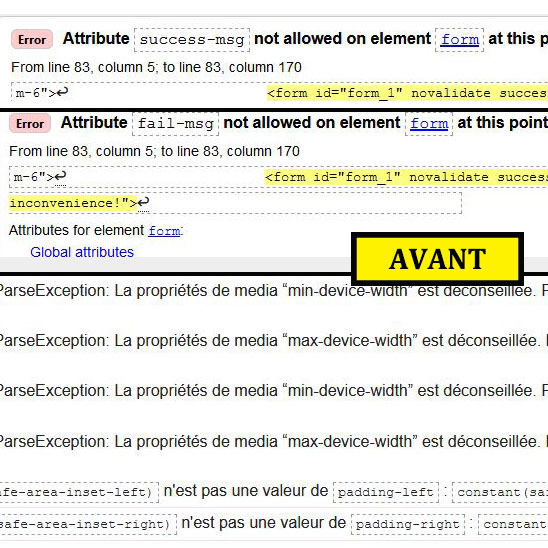 Error Attribute success-msg not allowed on element form at this p
From line 83, column 5; to line 83, column 170
m-6">↩ <form id="form_1" novalidate succes
Error Attribute fail-msg not allowed on element form at this point
From line 83, column 5; to line 83, column 170
m-6">↩ <form id="form_1" novalidate success
inconvenience!">↩
Attributes for element form:
Global attributes
AVANT
ParseException: La propriétés de media “min-device-width” est déconseillée. P
ParseException: La propriétés de media “max-device-width” est déconseillée.
ParseException: La propriétés de media “min-device-width” est déconseillée. P
ParseException: La propriétés de media “max-device-width” est déconseillée.
afe-area-inset-left) n'est pas une valeur de padding-left : constant(sa
safe-area-inset-right) n'est pas une valeur de padding-right : constant